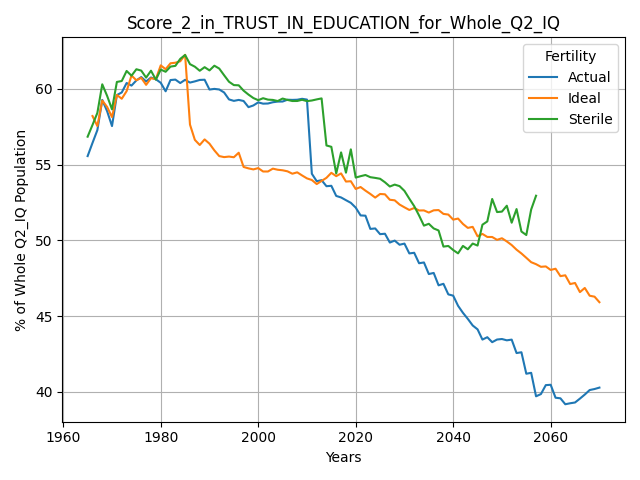 Score_2_in_TRUST_IN_EDUCATION_for_Whole_Q2_IQ
% of Whole Q2_IQ Population
60
55
50
45
40
Fertility
Actual
Ideal
Sterile
1960 1980 2000 2020 2040 2060
Years